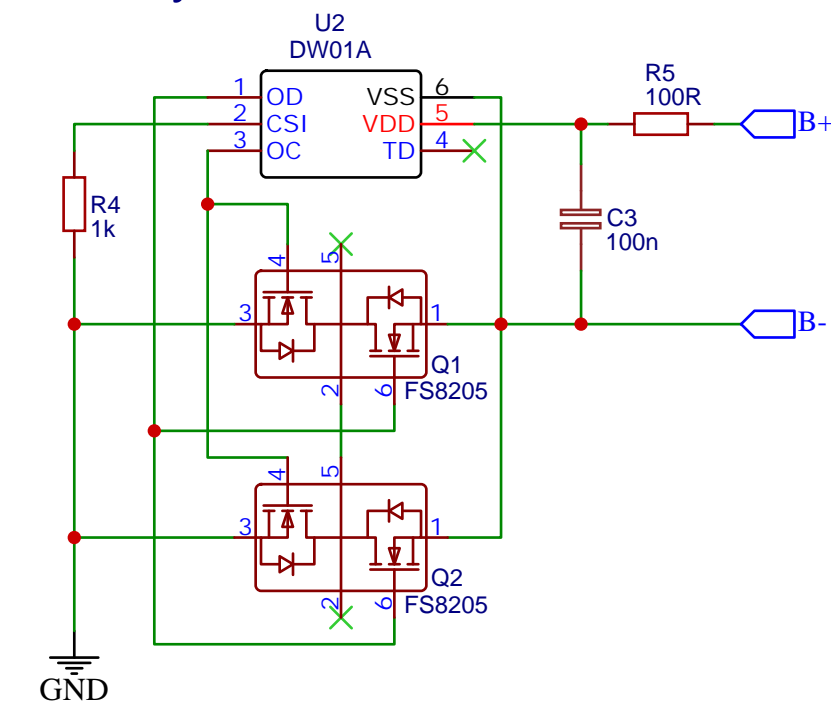 U2
DW01A
1 OD VSS 6
2 CSI VDD 5
3 OC TD 4
R5
100R
B+
R4
1k
C3
100n
4 5
3 1
B-
Q1
FS8205
2 6
4 5
3 1
Q2
FS8205
2 6
GND